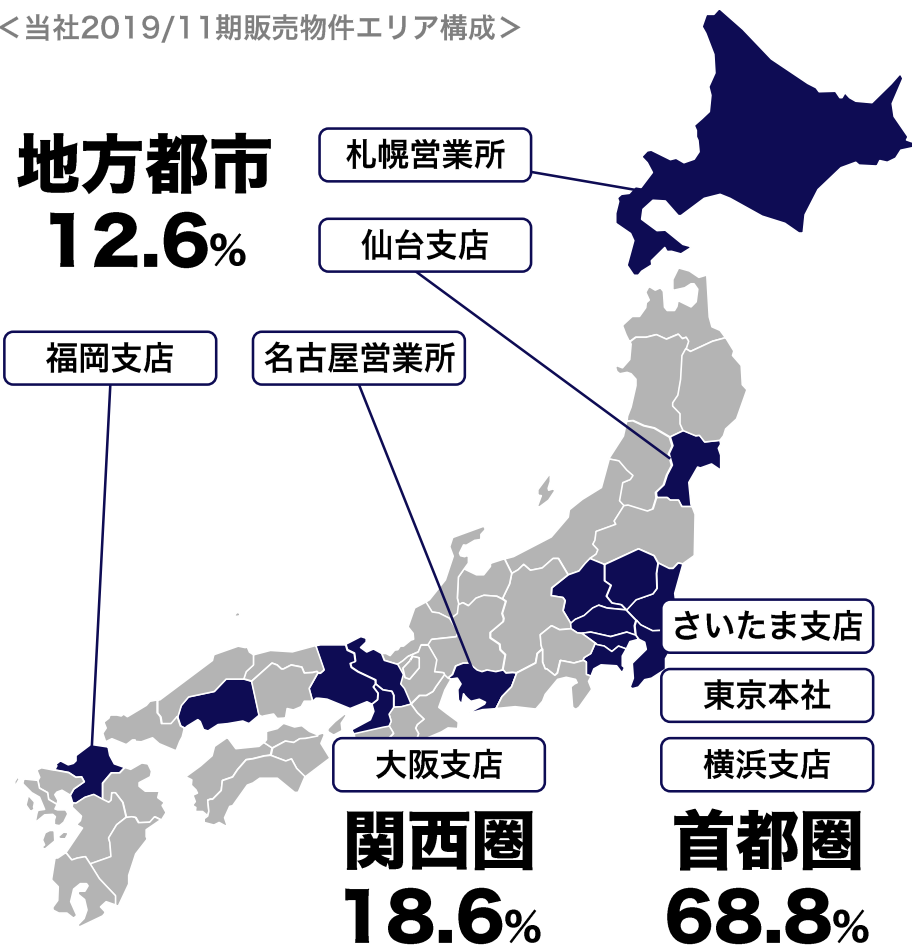 ＜当社2019/11期販売物件エリア構成＞
地方都市
12.6%
札幌営業所
仙台支店
福岡支店
名古屋営業所
さいたま支店
東京本社
横浜支店
大阪支店
関西圏
18.6%
首都圏
68.8%